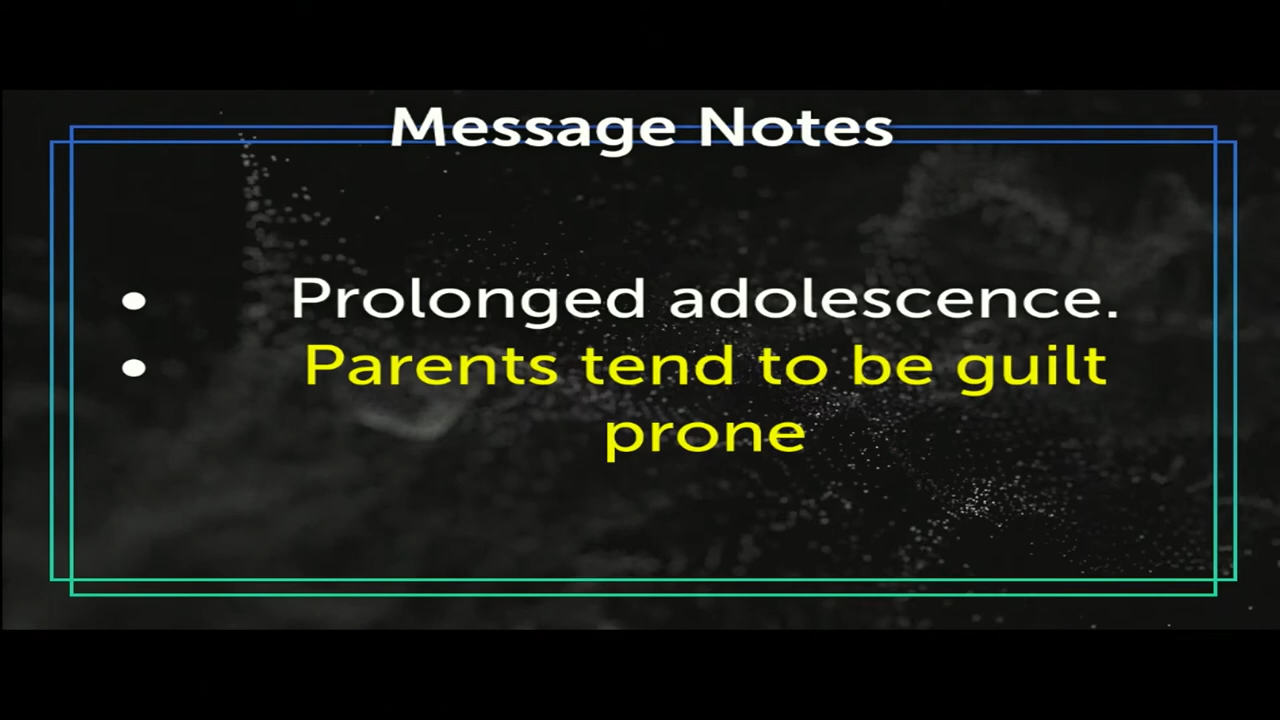 Message Notes
• Prolonged adolescence.
• Parents tend to be guilt
prone